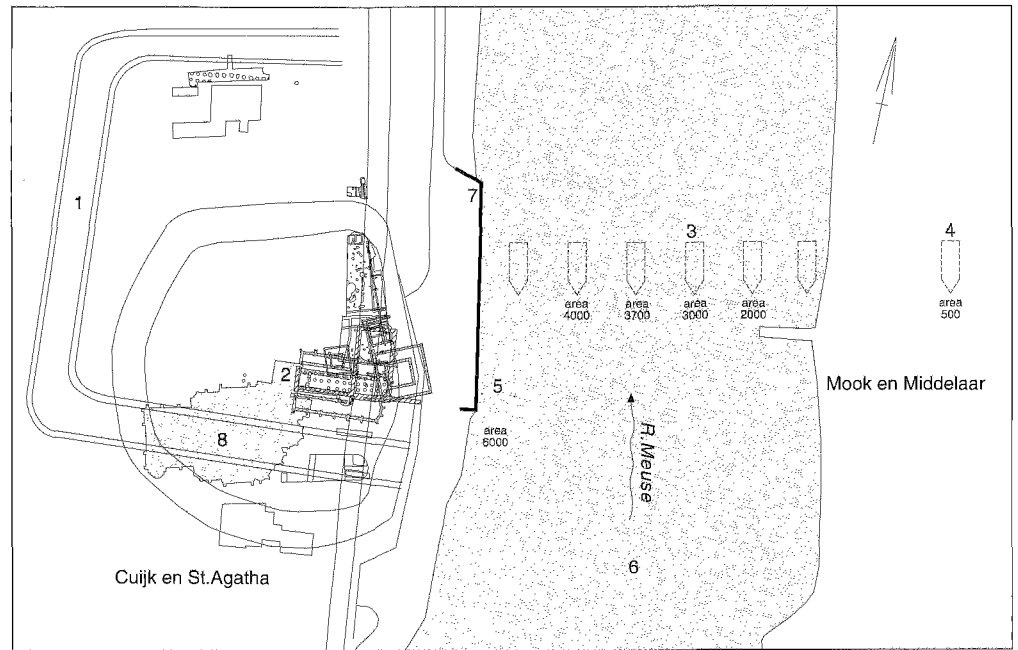 1
7
3
4
area
4000
area
3700
area
3000
area
2000
area
500
2
5
Mook en Middelaar
area
6000
8
R.Meuse
6
Cuijk en St.Agatha